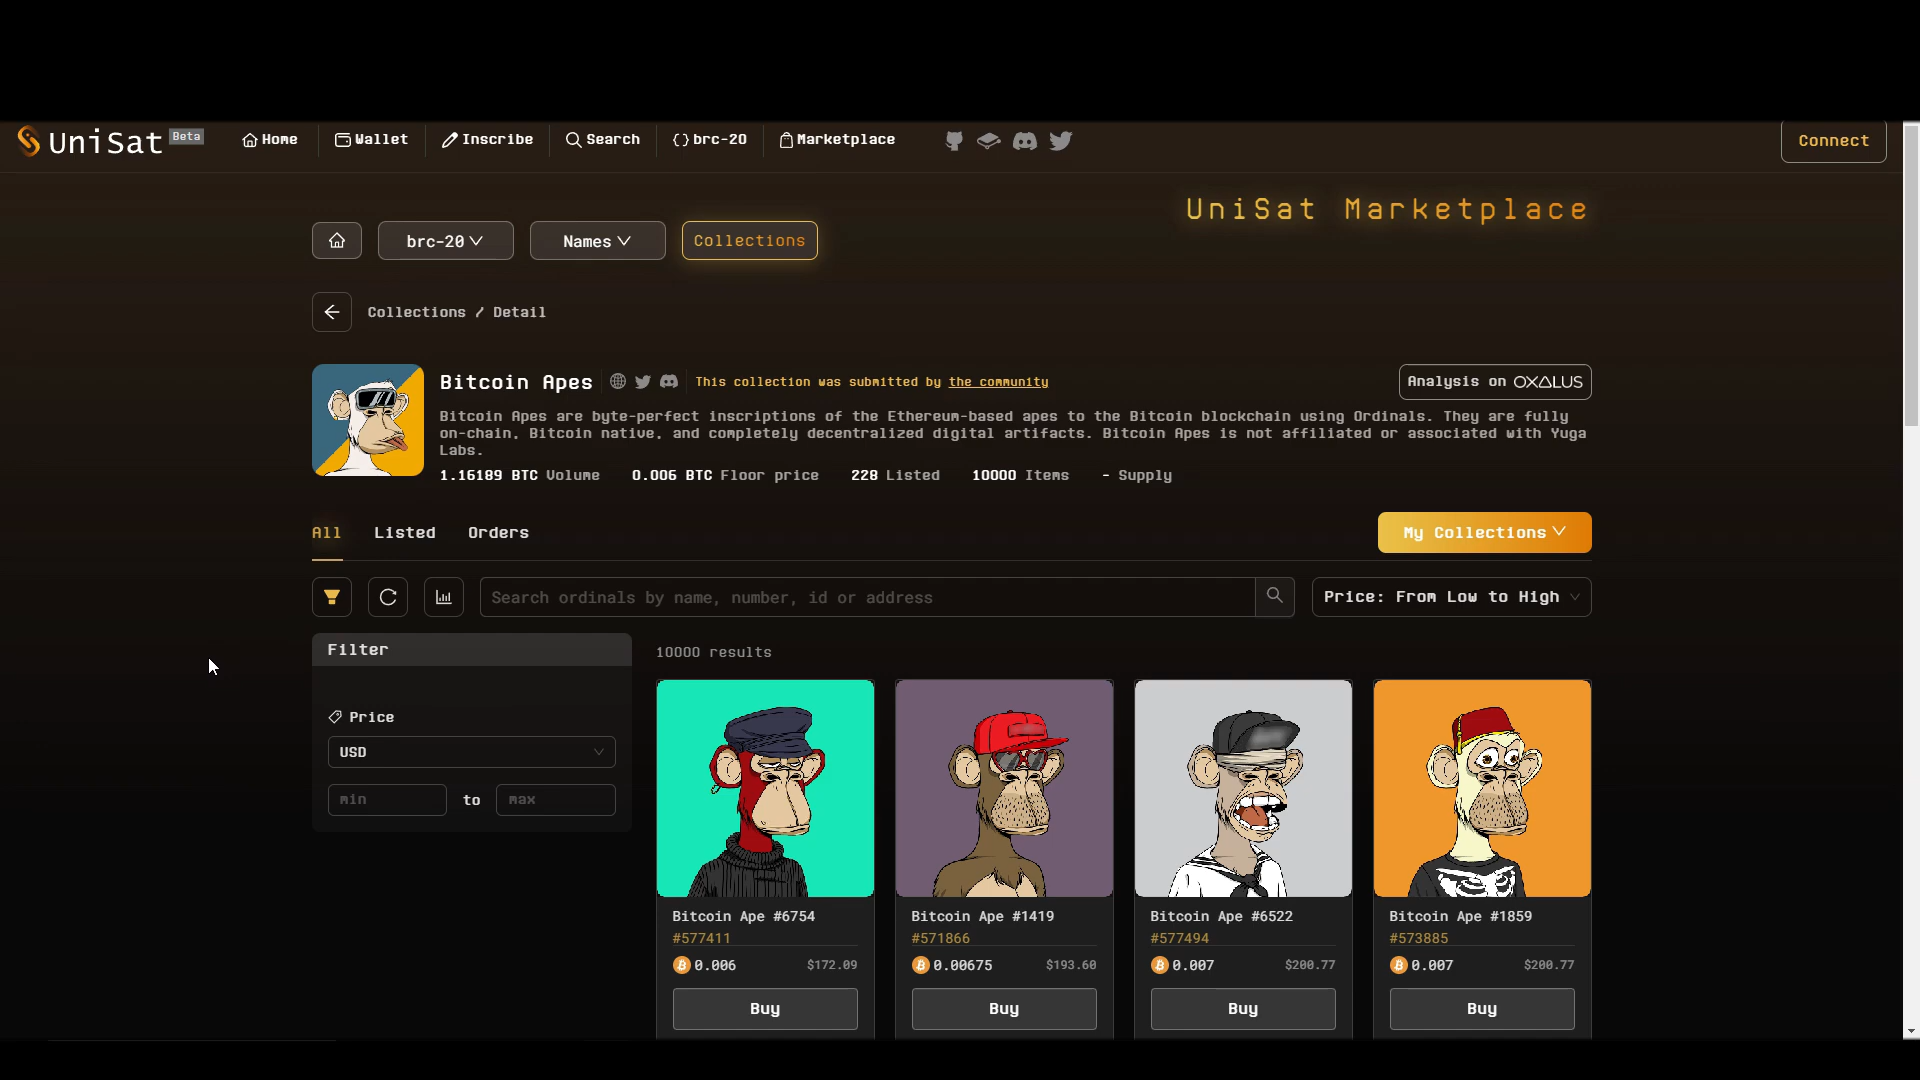 UniSat Beta Home Wallet Inscribe Search brc-20 Marketplace Connect
UniSat Marketplace
brc-20 Names Collections
Collections / Detail
Bitcoin Apes This collection was submitted by the community Analysis on OXALUS
Bitcoin Apes are byte-perfect inscriptions of the Ethereum-based apes to the Bitcoin blockchain using Ordinals. They are fully
on-chain, Bitcoin native, and completely decentralized digital artifacts. Bitcoin Apes is not affiliated or associated with Yuga
Labs.
1.16189 BTC Volume 0.006 BTC Floor price 228 Listed 10000 Items - Supply
All Listed Orders My Collections
Search ordinals by name, number, id or address Price: From Low to High
Filter
10000 results
Price
USD
min to max
Bitcoin Ape #6754 Bitcoin Ape #1419 Bitcoin Ape #6522 Bitcoin Ape #1859
#577411 #571866 #577494 #573885
0.006 $172.09 0.00675 $193.60 0.007 $200.77 0.007 $200.77
Buy Buy Buy Buy